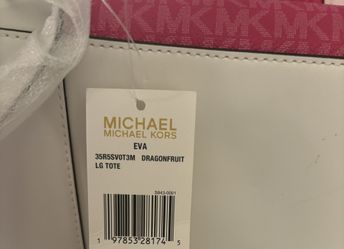 MICHAEL
MICHAEL KORS
EVA
35R5SV0T3M DRAGONFRUIT
LG TOTE
1 97853 28174 5